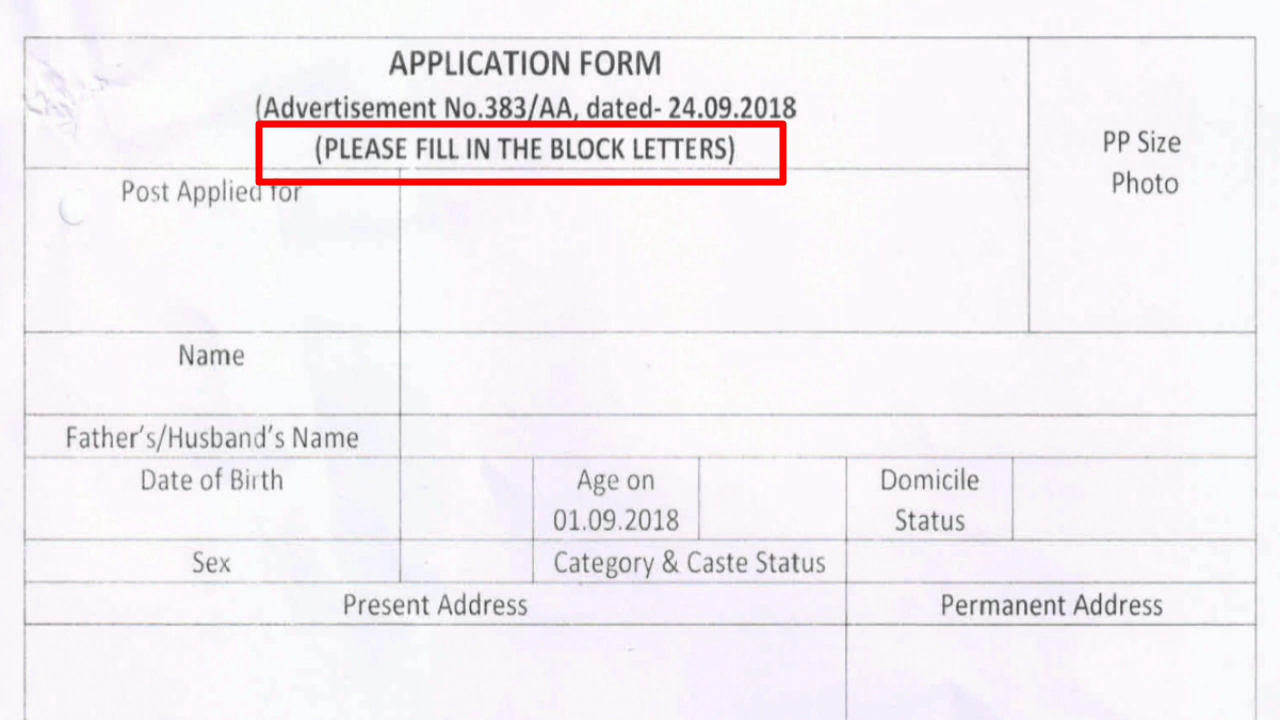 APPLICATION FORM
(Advertisement No.383/AA, dated- 24.09.2018
(PLEASE FILL IN THE BLOCK LETTERS)
PP Size
Photo
Post Applied for
Name
Father's/Husband's Name
Date of Birth
Age on
01.09.2018
Domicile
Status
Sex
Category & Caste Status
Present Address
Permanent Address